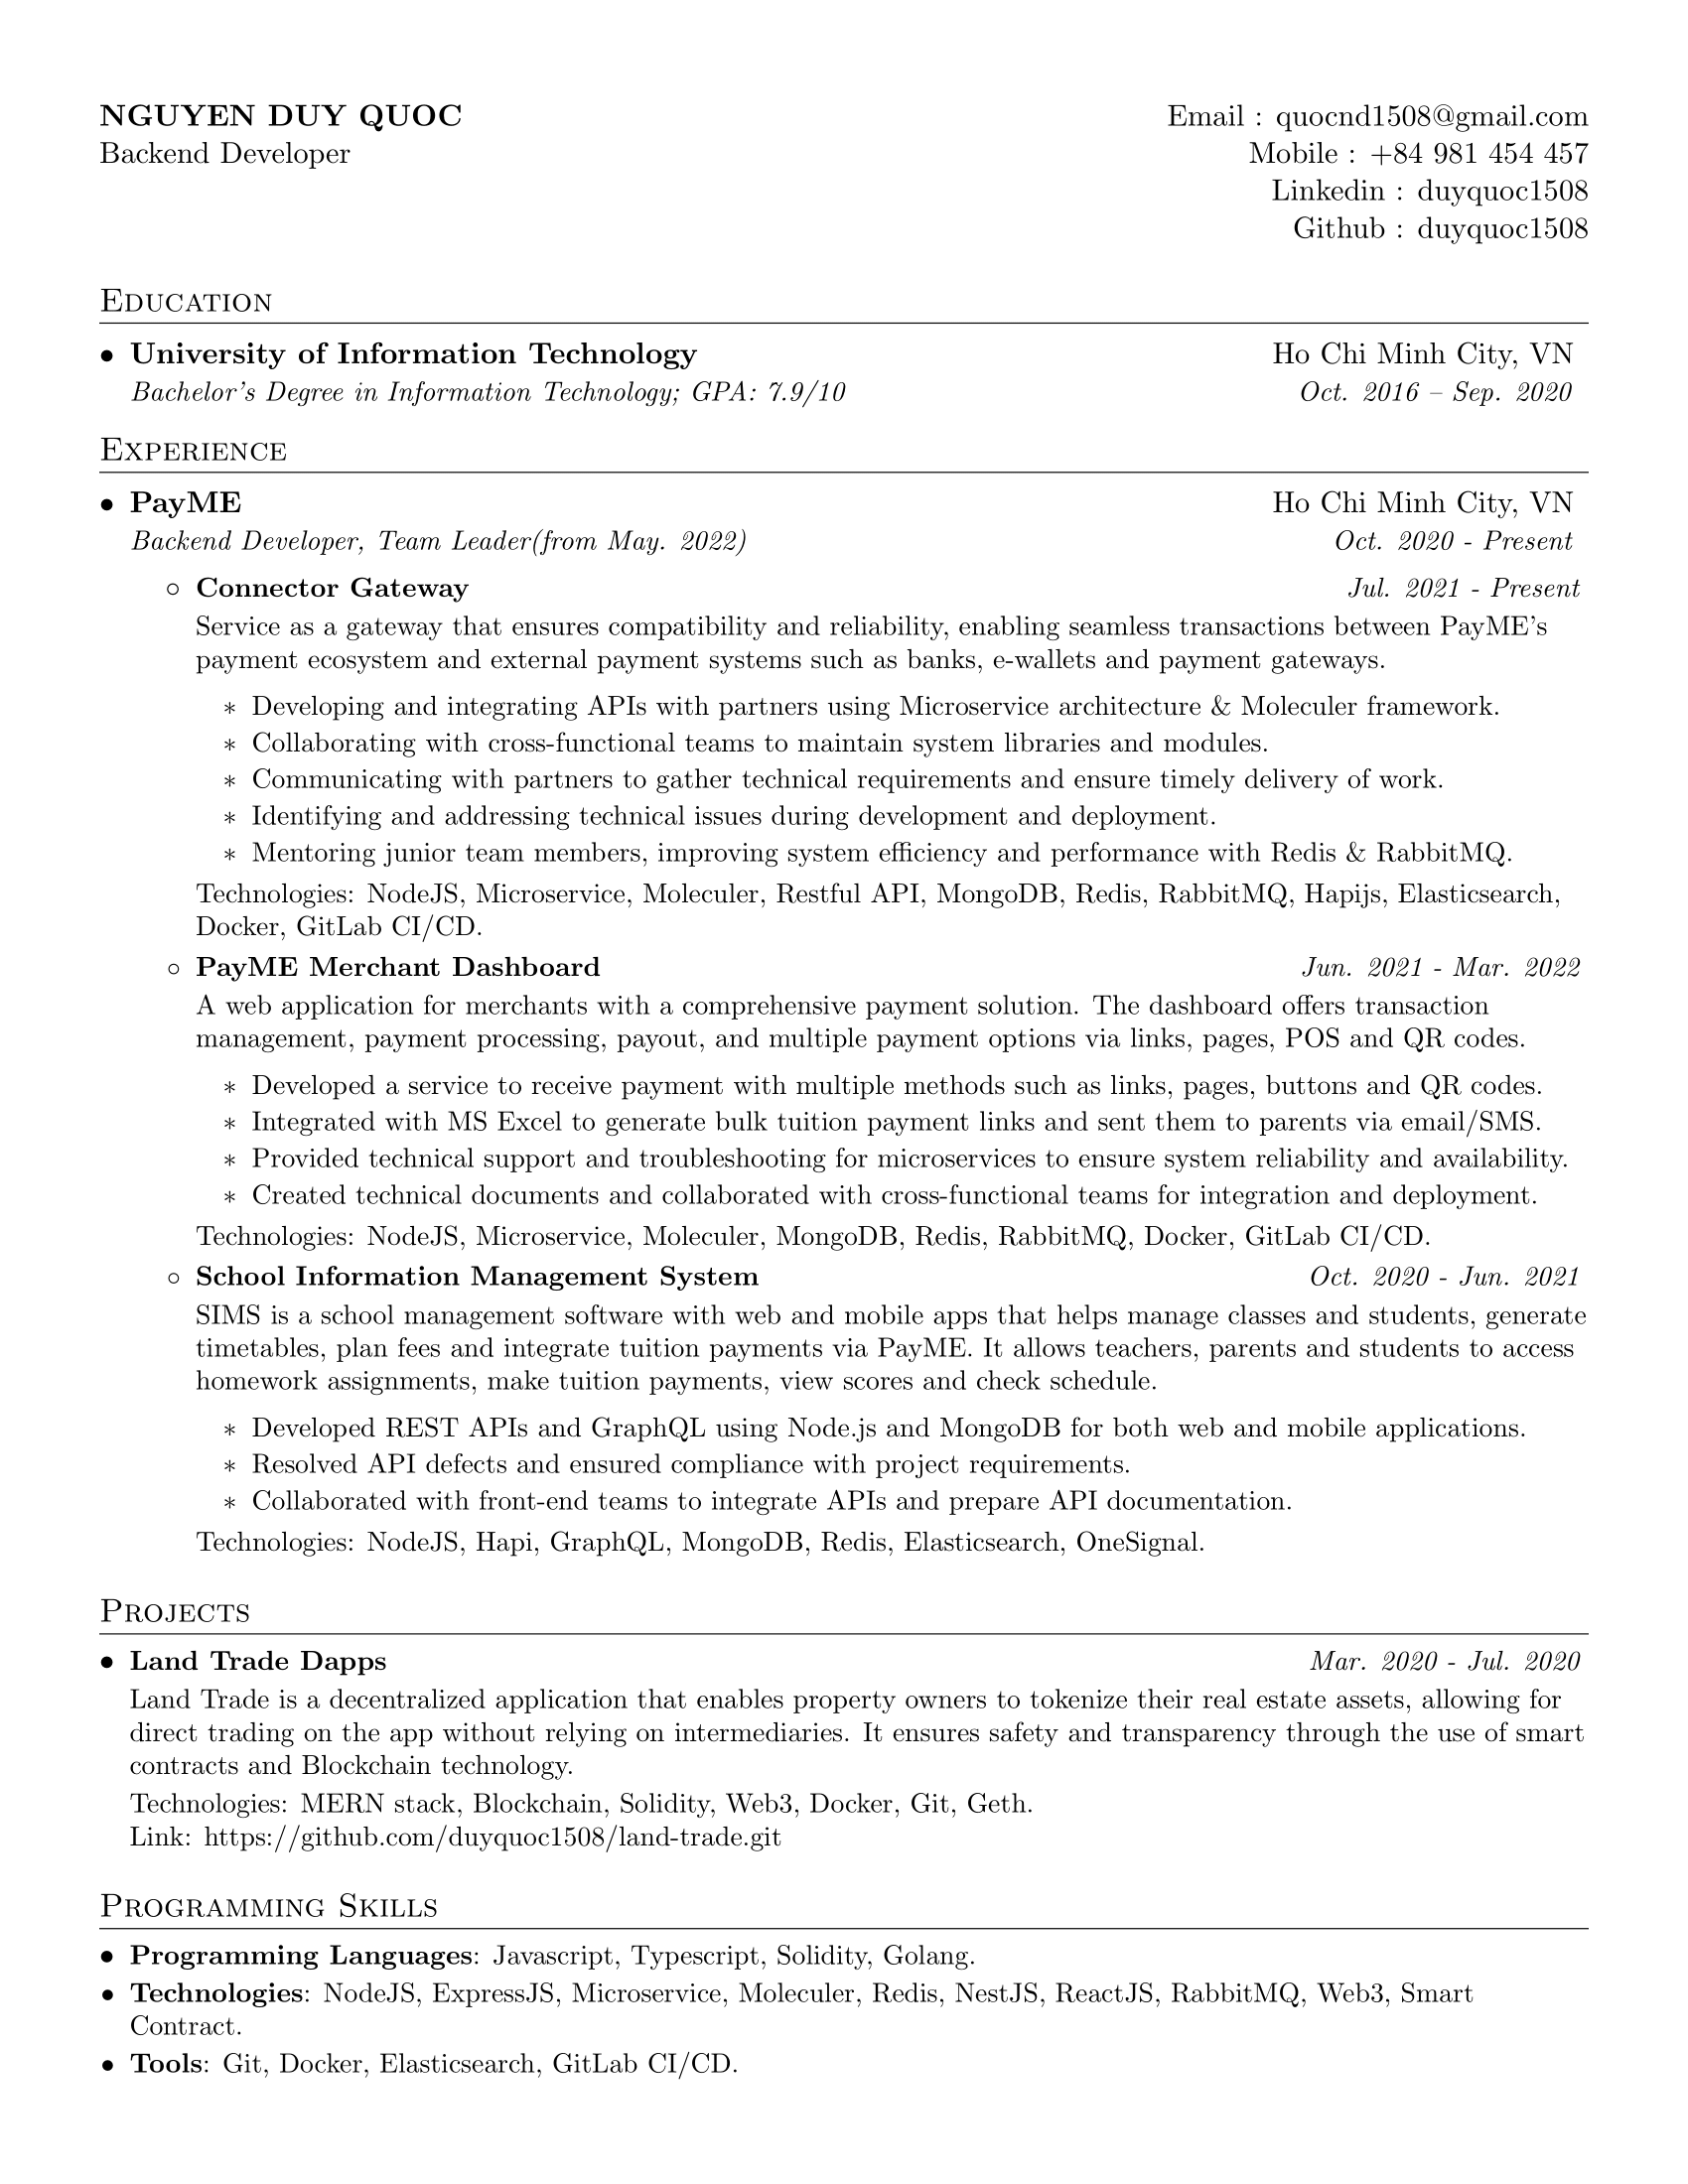 NGUYEN DUY QUOC
Backend Developer
Email : quocnd1508@gmail.com
Mobile : +84 981 454 457
Linkedin : duyquoc1508
Github : duyquoc1508
Education
• University of Information Technology Ho Chi Minh City, VN
Bachelor's Degree in Information Technology; GPA: 7.9/10 Oct. 2016 – Sep. 2020
Experience
• PayME Ho Chi Minh City, VN
Backend Developer, Team Leader(from May. 2022) Oct. 2020 - Present
○ Connector Gateway Jul. 2021 - Present
Service as a gateway that ensures compatibility and reliability, enabling seamless transactions between PayME's
payment ecosystem and external payment systems such as banks, e-wallets and payment gateways.
∗ Developing and integrating APIs with partners using Microservice architecture & Moleculer framework.
∗ Collaborating with cross-functional teams to maintain system libraries and modules.
∗ Communicating with partners to gather technical requirements and ensure timely delivery of work.
∗ Identifying and addressing technical issues during development and deployment.
∗ Mentoring junior team members, improving system efficiency and performance with Redis & RabbitMQ.
Technologies: NodeJS, Microservice, Moleculer, Restful API, MongoDB, Redis, RabbitMQ, Hapijs, Elasticsearch,
Docker, GitLab CI/CD.
○ PayME Merchant Dashboard Jun. 2021 - Mar. 2022
A web application for merchants with a comprehensive payment solution. The dashboard offers transaction
management, payment processing, payout, and multiple payment options via links, pages, POS and QR codes.
∗ Developed a service to receive payment with multiple methods such as links, pages, buttons and QR codes.
∗ Integrated with MS Excel to generate bulk tuition payment links and sent them to parents via email/SMS.
∗ Provided technical support and troubleshooting for microservices to ensure system reliability and availability.
∗ Created technical documents and collaborated with cross-functional teams for integration and deployment.
Technologies: NodeJS, Microservice, Moleculer, MongoDB, Redis, RabbitMQ, Docker, GitLab CI/CD.
○ School Information Management System Oct. 2020 - Jun. 2021
SIMS is a school management software with web and mobile apps that helps manage classes and students, generate
timetables, plan fees and integrate tuition payments via PayME. It allows teachers, parents and students to access
homework assignments, make tuition payments, view scores and check schedule.
∗ Developed REST APIs and GraphQL using Node.js and MongoDB for both web and mobile applications.
∗ Resolved API defects and ensured compliance with project requirements.
∗ Collaborated with front-end teams to integrate APIs and prepare API documentation.
Technologies: NodeJS, Hapi, GraphQL, MongoDB, Redis, Elasticsearch, OneSignal.
Projects
• Land Trade Dapps Mar. 2020 - Jul. 2020
Land Trade is a decentralized application that enables property owners to tokenize their real estate assets, allowing for
direct trading on the app without relying on intermediaries. It ensures safety and transparency through the use of smart
contracts and Blockchain technology.
Technologies: MERN stack, Blockchain, Solidity, Web3, Docker, Git, Geth.
Link: https://github.com/duyquoc1508/land-trade.git
Programming Skills
• Programming Languages: Javascript, Typescript, Solidity, Golang.
• Technologies: NodeJS, ExpressJS, Microservice, Moleculer, Redis, NestJS, ReactJS, RabbitMQ, Web3, Smart
Contract.
• Tools: Git, Docker, Elasticsearch, GitLab CI/CD.